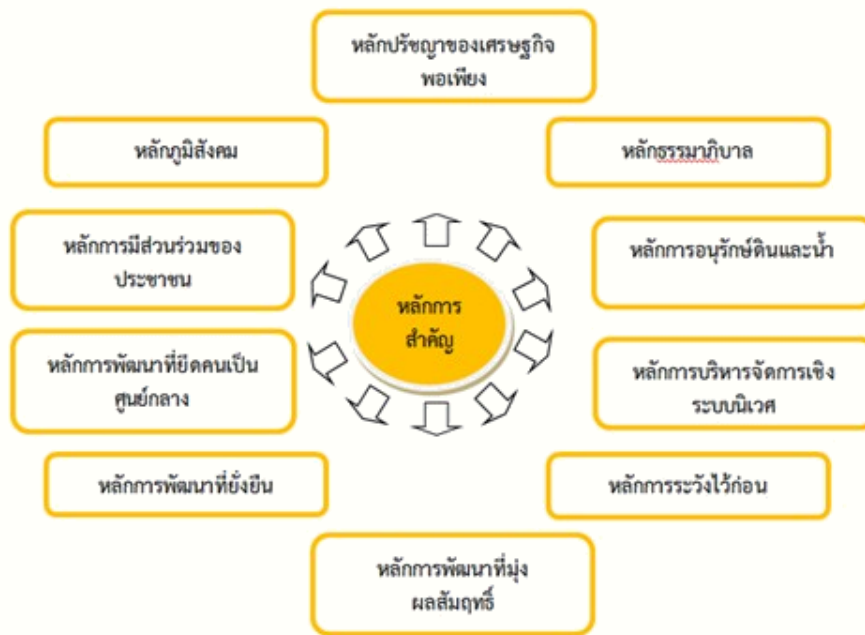 หลักปรัชญาของเศรษฐกิจ
พอเพียง
หลักภูมิสังคม
หลักธรรมาภิบาล
หลักการมีส่วนร่วมของ
ประชาชน
หลักการอนุรักษ์ดินและน้ำ
หลักการ
สำคัญ
หลักการพัฒนาที่ยึดคนเป็น
ศูนย์กลาง
หลักการบริหารจัดการเชิง
ระบบนิเวศ
หลักการพัฒนาที่ยั่งยืน
หลักการระวังไว้ก่อน
หลักการพัฒนาที่มุ่ง
ผลสัมฤทธิ์